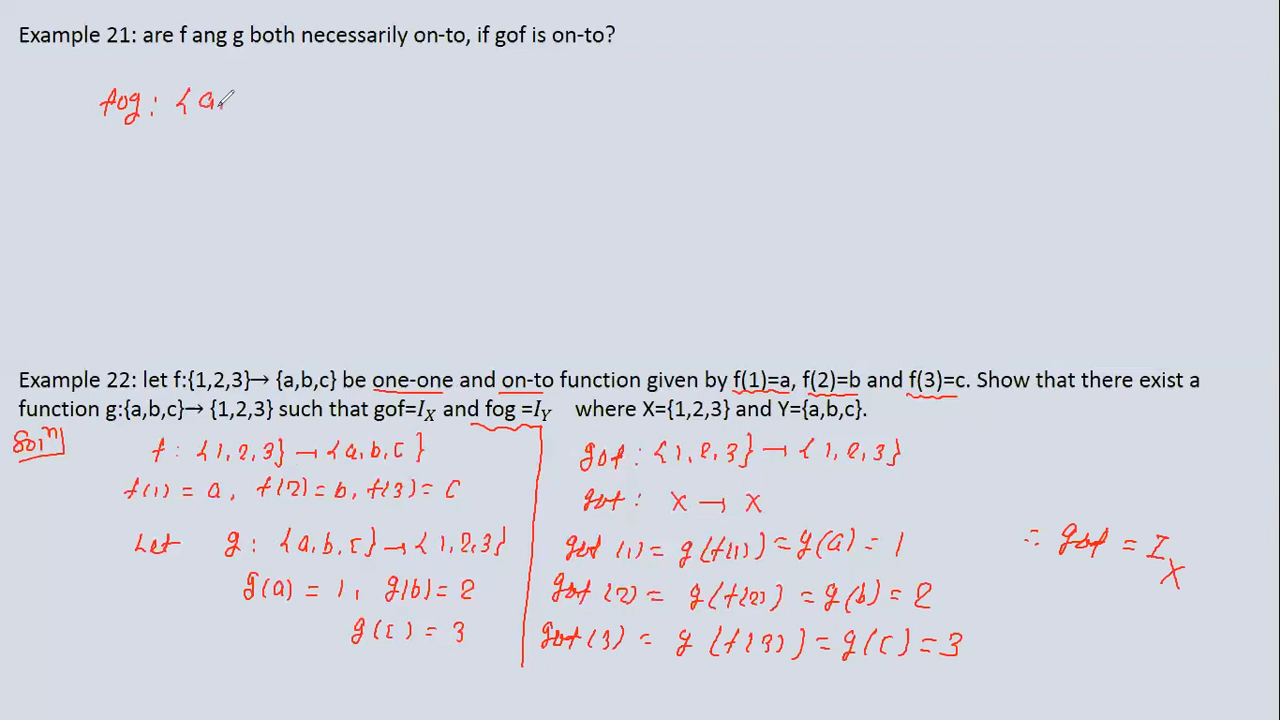 Example 21: are f ang g both necessarily on-to, if gof is on-to?
fog : { a,
Example 22: let f:{1,2,3}→ {a,b,c} be one-one and on-to function given by f(1)=a, f(2)=b and f(3)=c. Show that there exist a
function g:{a,b,c}→ {1,2,3} such that gof=I_X and fog =I_Y where X={1,2,3} and Y={a,b,c}.
Solⁿ
f : {1, 2, 3} → {a, b, c}
f(1) = a, f(2) = b, f(3) = c
Let g : {a, b, c} → {1, 2, 3}
g(a) = 1, g(b) = 2
g(c) = 3
gof : {1, 2, 3} → {1, 2, 3}
gof : X → X
gof (1) = g(f(1)) = g(a) = 1
gof (2) = g(f(2)) = g(b) = 2
gof (3) = g(f(3)) = g(c) = 3
∴ gof = I_X